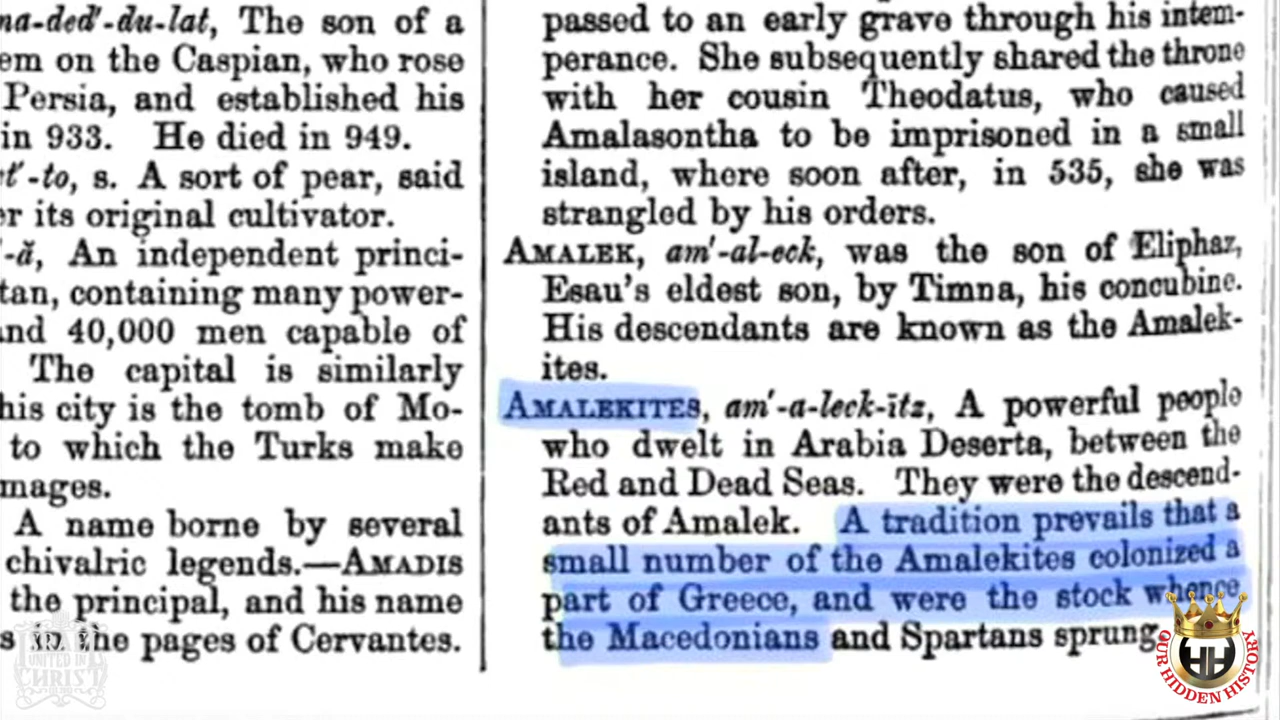 na-ded'-du-lat, The son of a
em on the Caspian, who rose
Persia, and established his
in 933. He died in 949.
t'-to, s. A sort of pear, said
er its original cultivator.
'-ă, An independent princi-
tan, containing many power-
nd 40,000 men capable of
The capital is similarly
his city is the tomb of Mo-
to which the Turks make
mages.
A name borne by several
chivalric legends.—AMADIS
the principal, and his name
s in the pages of Cervantes.
passed to an early grave through his intem-
perance. She subsequently shared the throne
with her cousin Theodatus, who caused
Amalasontha to be imprisoned in a small
island, where soon after, in 535, she was
strangled by his orders.
AMALEK, am'-al-eck, was the son of Eliphaz,
Esau's eldest son, by Timna, his concubine.
His descendants are known as the Amalek-
ites.
AMALEKITES, am'-a-leck-ītz, A powerful people
who dwelt in Arabia Deserta, between the
Red and Dead Seas. They were the descend-
ants of Amalek. A tradition prevails that a
small number of the Amalekites colonized a
part of Greece, and were the stock whence
the Macedonians and Spartans sprung
UNITED IN
CHRIST
OUR HIDDEN HISTORY
HH